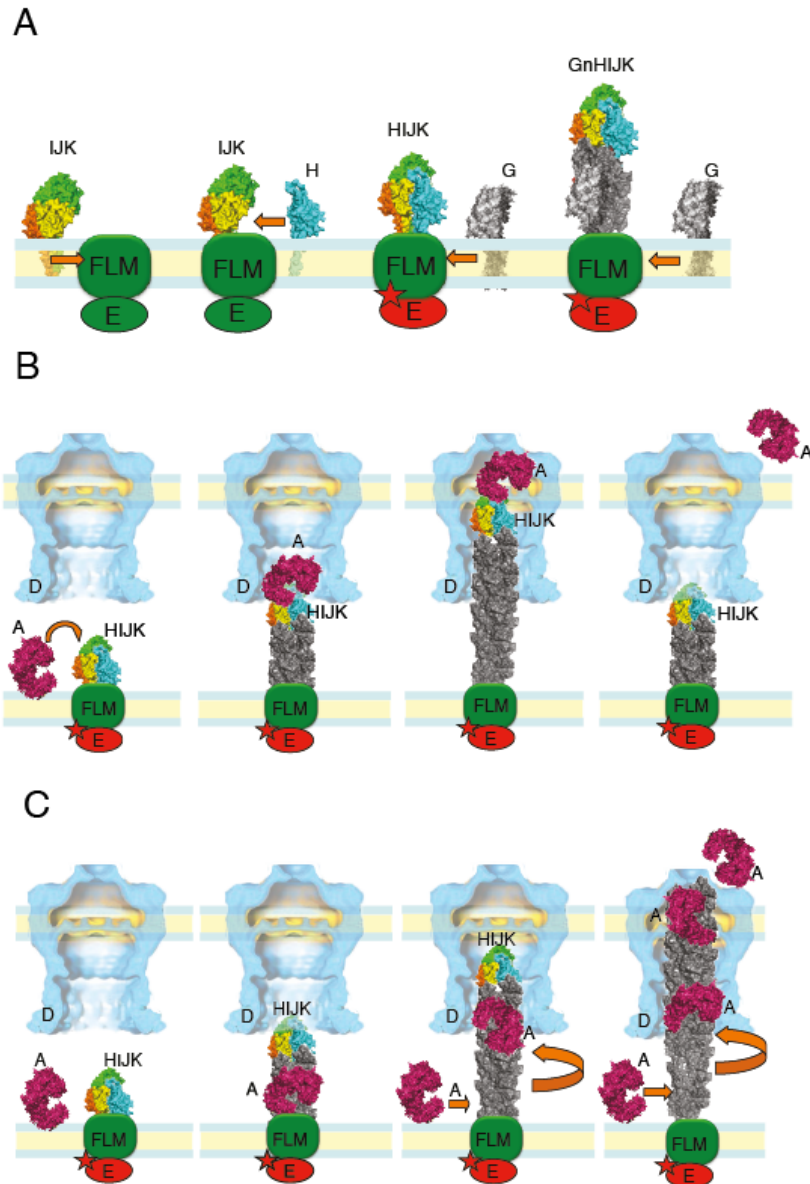 A
GnHIJK
IJK IJK H HIJK G G
FLM FLM FLM FLM
E E E E
B
A
A
HIJK
D D A D D
HIJK HIJK
A HIJK
FLM FLM FLM FLM
E E E E
C
A
A
HIJK
HIJK
D D D A D A
A HIJK A A A
FLM FLM FLM FLM
E E E E